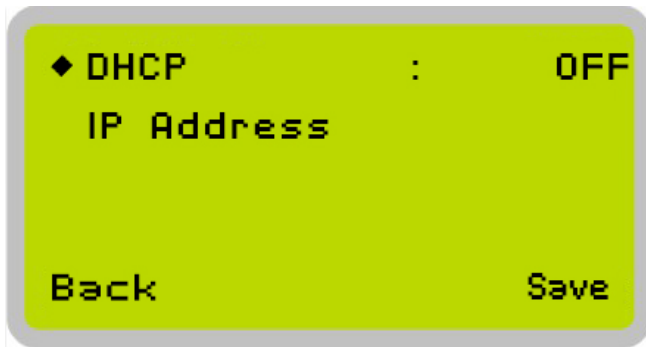 ◆ DHCP : OFF
IP Address
Back Save